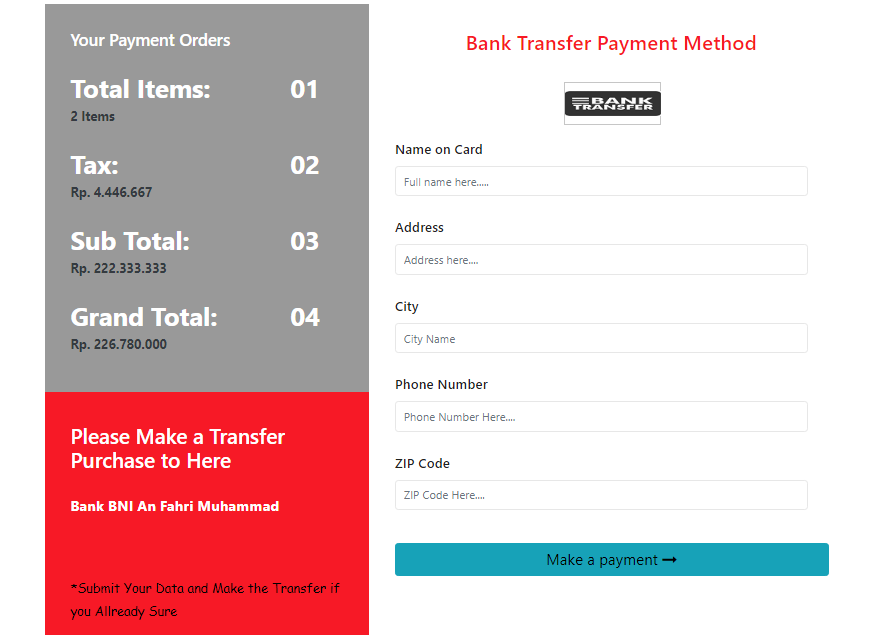 Your Payment Orders
Total Items: 01
2 Items
Tax: 02
Rp. 4.446.667
Sub Total: 03
Rp. 222.333.333
Grand Total: 04
Rp. 226.780.000
Please Make a Transfer
Purchase to Here
Bank BNI An Fahri Muhammad
*Submit Your Data and Make the Transfer if
you Allready Sure
Bank Transfer Payment Method
BANK
TRANSFER
Name on Card
Full name here.....
Address
Address here....
City
City Name
Phone Number
Phone Number Here....
ZIP Code
ZIP Code Here....
Make a payment →